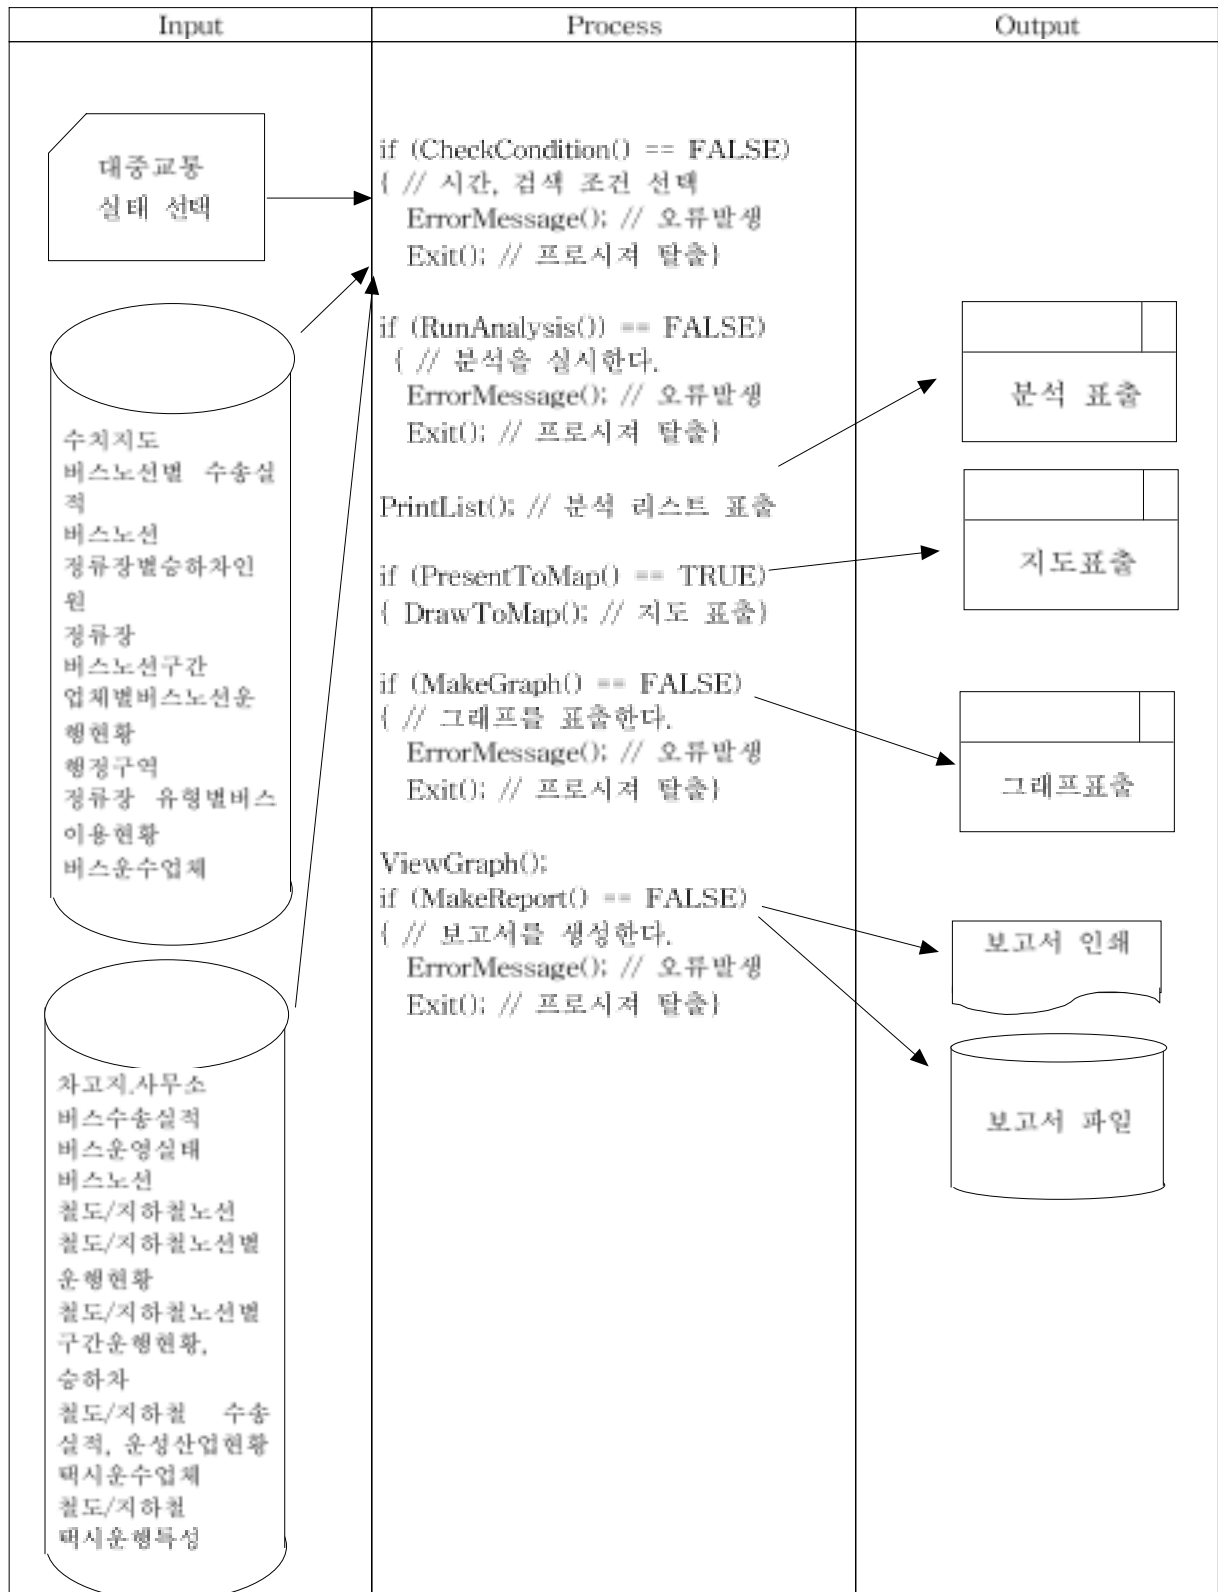 Input
Process
Output
대중교통
실태 선택
수치지도
버스노선별 수송실
적
버스노선
정류장별승하차인
원
정류장
버스노선구간
업체별버스노선운
행현황
행정구역
정류장 유형별버스
이용현황
버스운수업체
차고지,사무소
버스수송실적
버스운영실태
버스노선
철도/지하철노선
철도/지하철노선별
운행현황
철도/지하철노선별
구간운행현황,
승하차
철도/지하철 수송
실적, 운성산업현황
택시운수업체
철도/지하철
택시운행특성
if (CheckCondition() == FALSE)
{ // 시간, 검색 조건 선택
ErrorMessage(); // 오류발생
Exit(); // 프로시져 탈출}
if (RunAnalysis()) == FALSE)
{ // 분석을 실시한다.
ErrorMessage(); // 오류발생
Exit(); // 프로시져 탈출}
PrintList(); // 분석 리스트 표출
if (PresentToMap() == TRUE)
{ DrawToMap(); // 지도 표출}
if (MakeGraph() == FALSE)
{ // 그래프를 표출한다.
ErrorMessage(); // 오류발생
Exit(); // 프로시져 탈출}
ViewGraph();
if (MakeReport() == FALSE)
{ // 보고서를 생성한다.
ErrorMessage(); // 오류발생
Exit(); // 프로시져 탈출}
분석 표출
지도표출
그래프표출
보고서 인쇄
보고서 파일